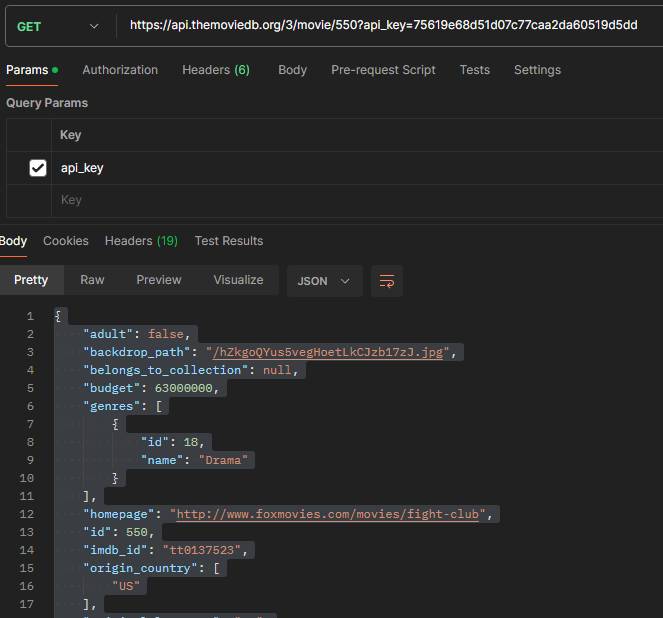 GET https://api.themoviedb.org/3/movie/550?api_key=75619e68d51d07c77caa2da60519d5dd
Params Authorization Headers (6) Body Pre-request Script Tests Settings
Query Params
Key
api_key
Key
Body Cookies Headers (19) Test Results
Pretty Raw Preview Visualize JSON
1 {
2 "adult": false,
3 "backdrop_path": "/hZkgoQYus5vegHoetLkCJzb17zJ.jpg",
4 "belongs_to_collection": null,
5 "budget": 63000000,
6 "genres": [
7 {
8 "id": 18,
9 "name": "Drama"
10 }
11 ],
12 "homepage": "http://www.foxmovies.com/movies/fight-club",
13 "id": 550,
14 "imdb_id": "tt0137523",
15 "origin_country": [
16 "US"
17 ],